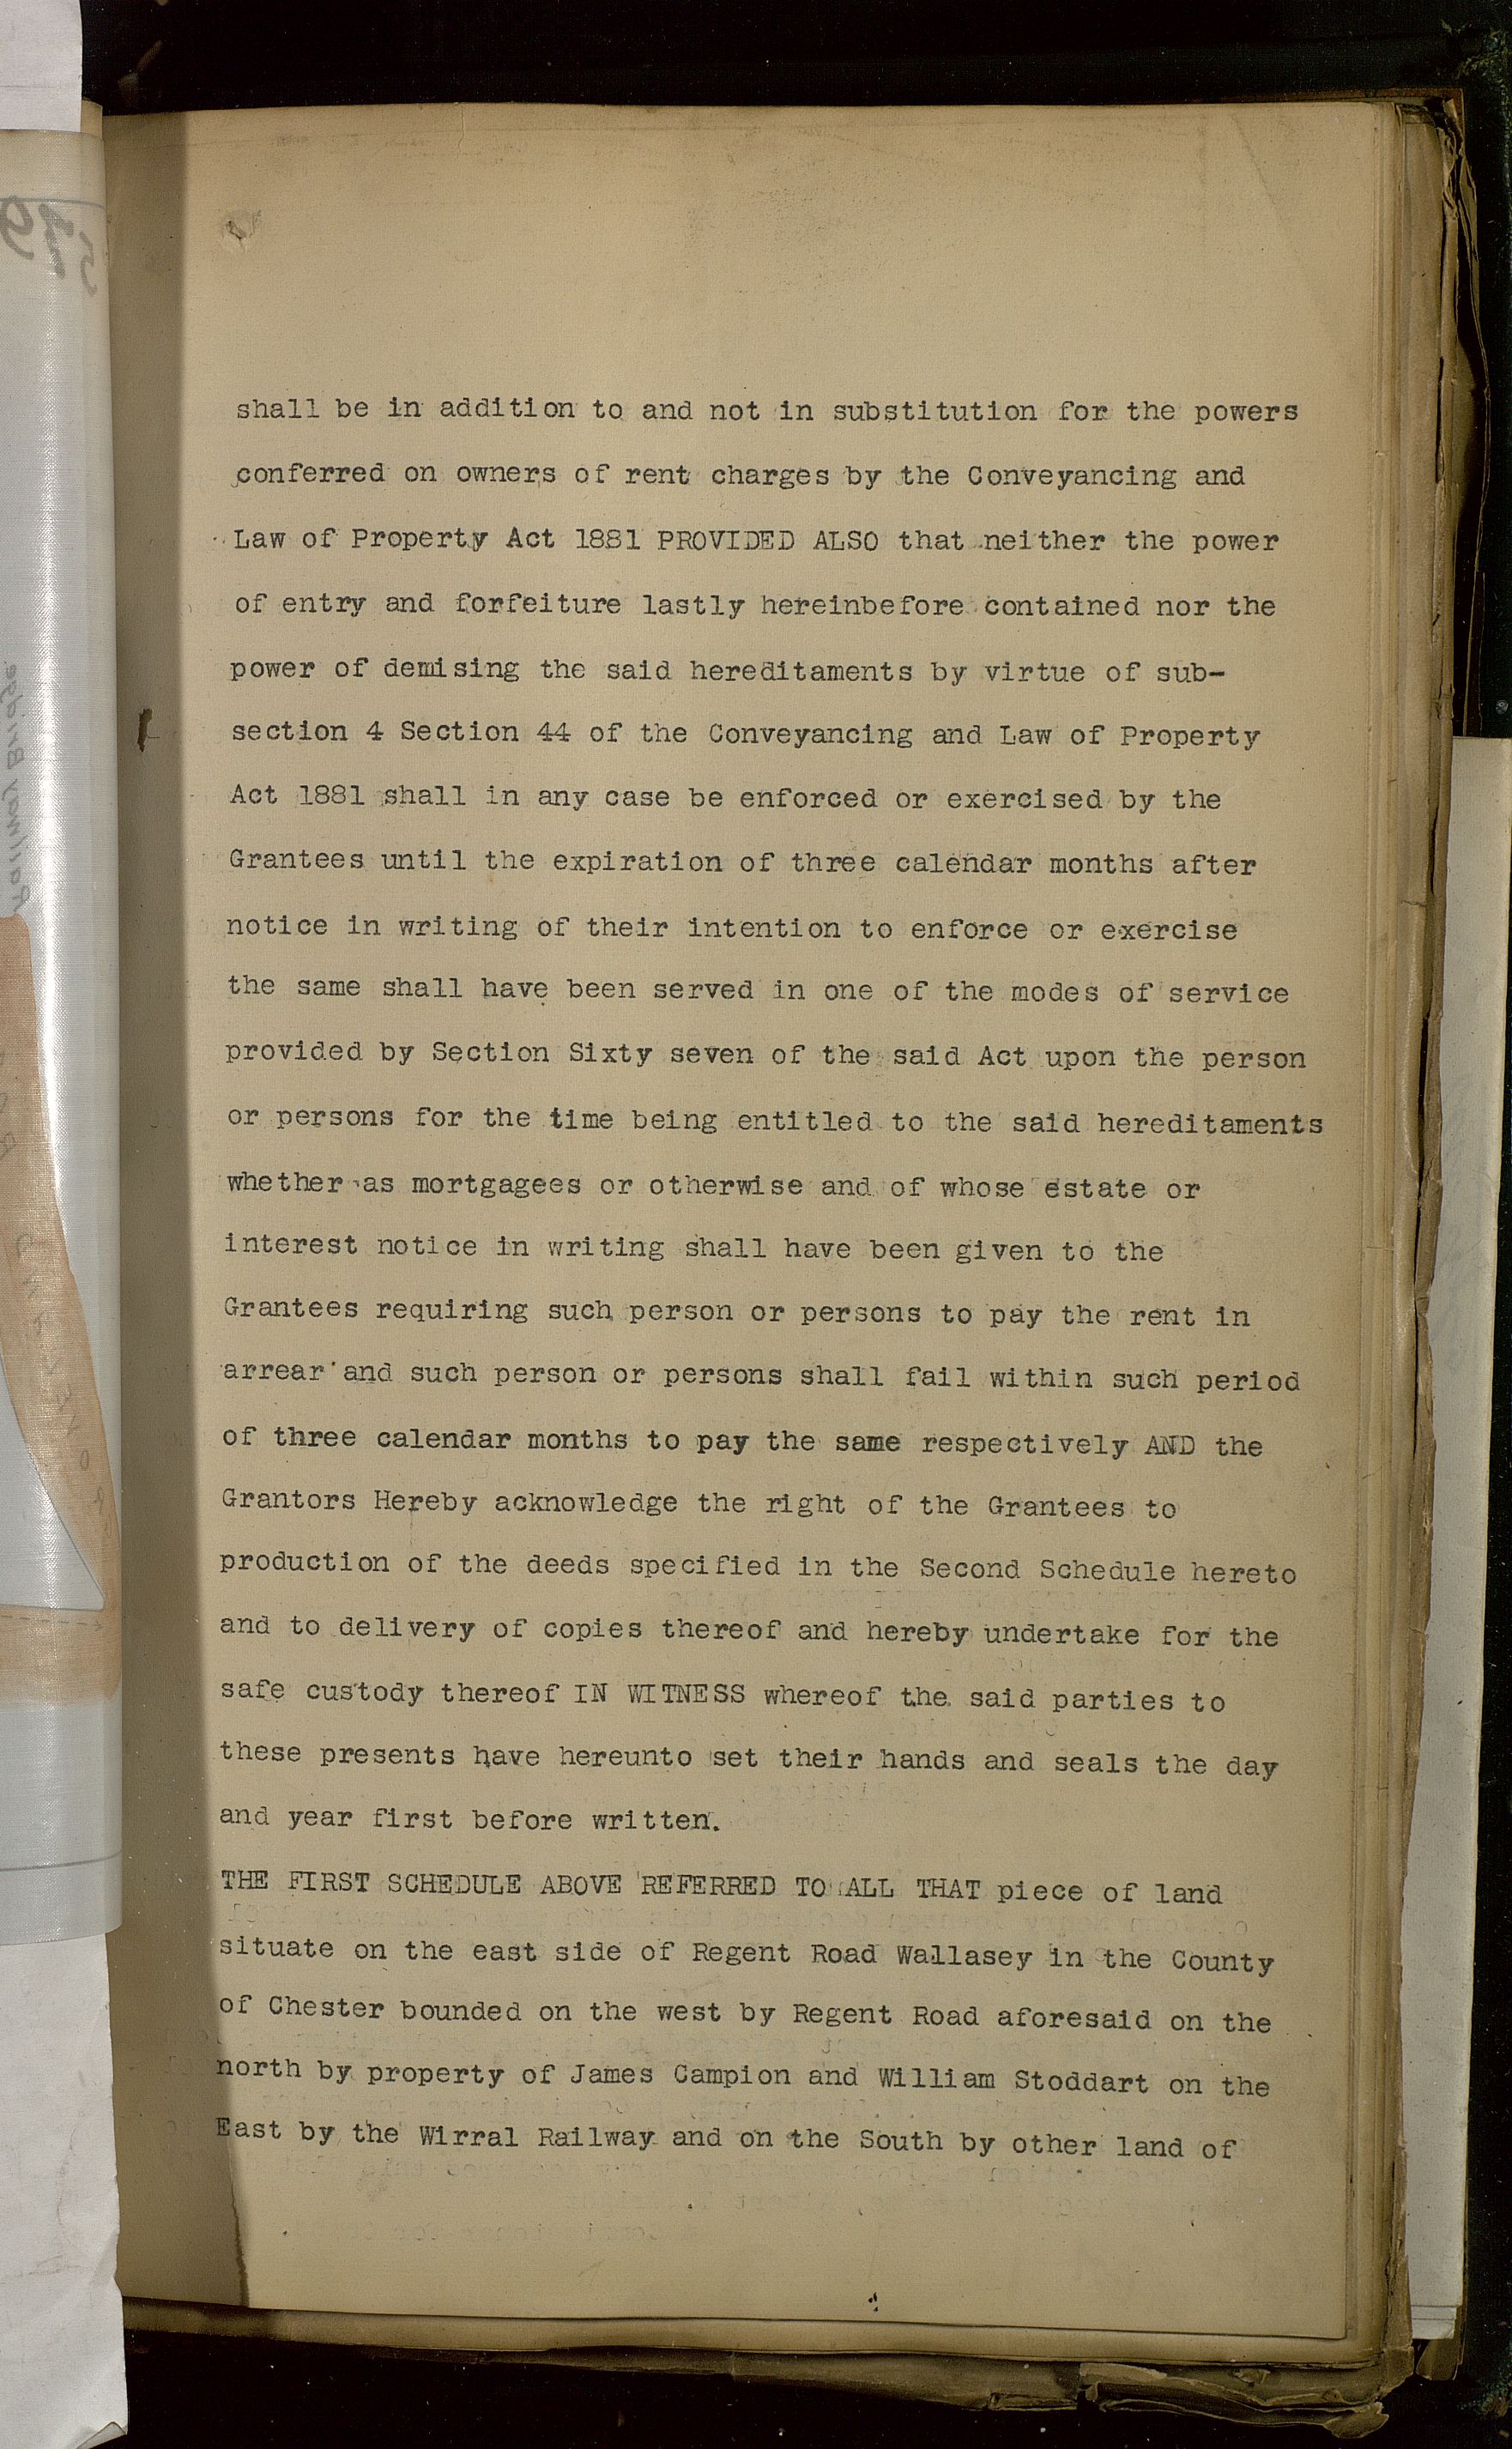 shall be in addition to and not in substitution for the powers
conferred on owners of rent charges by the Conveyancing and
Law of Property Act 1881 PROVIDED ALSO that neither the power
of entry and forfeiture lastly hereinbefore contained nor the
power of demising the said hereditaments by virtue of sub-
section 4 Section 44 of the Conveyancing and Law of Property
Act 1881 shall in any case be enforced or exercised by the
Grantees until the expiration of three calendar months after
notice in writing of their intention to enforce or exercise
the same shall have been served in one of the modes of service
provided by Section Sixty seven of the said Act upon the person
or persons for the time being entitled to the said hereditaments
whether as mortgagees or otherwise and of whose estate or
interest notice in writing shall have been given to the
Grantees requiring such person or persons to pay the rent in
arrear and such person or persons shall fail within such period
of three calendar months to pay the same respectively AND the
Grantors Hereby acknowledge the right of the Grantees to
production of the deeds specified in the Second Schedule hereto
and to delivery of copies thereof and hereby undertake for the
safe custody thereof IN WITNESS whereof the said parties to
these presents have hereunto set their hands and seals the day
and year first before written.
THE FIRST SCHEDULE ABOVE REFERRED TO ALL THAT piece of land
situate on the east side of Regent Road Wallasey in the County
of Chester bounded on the west by Regent Road aforesaid on the
north by property of James Campion and William Stoddart on the
East by the Wirral Railway and on the South by other land of
Railway Bridge